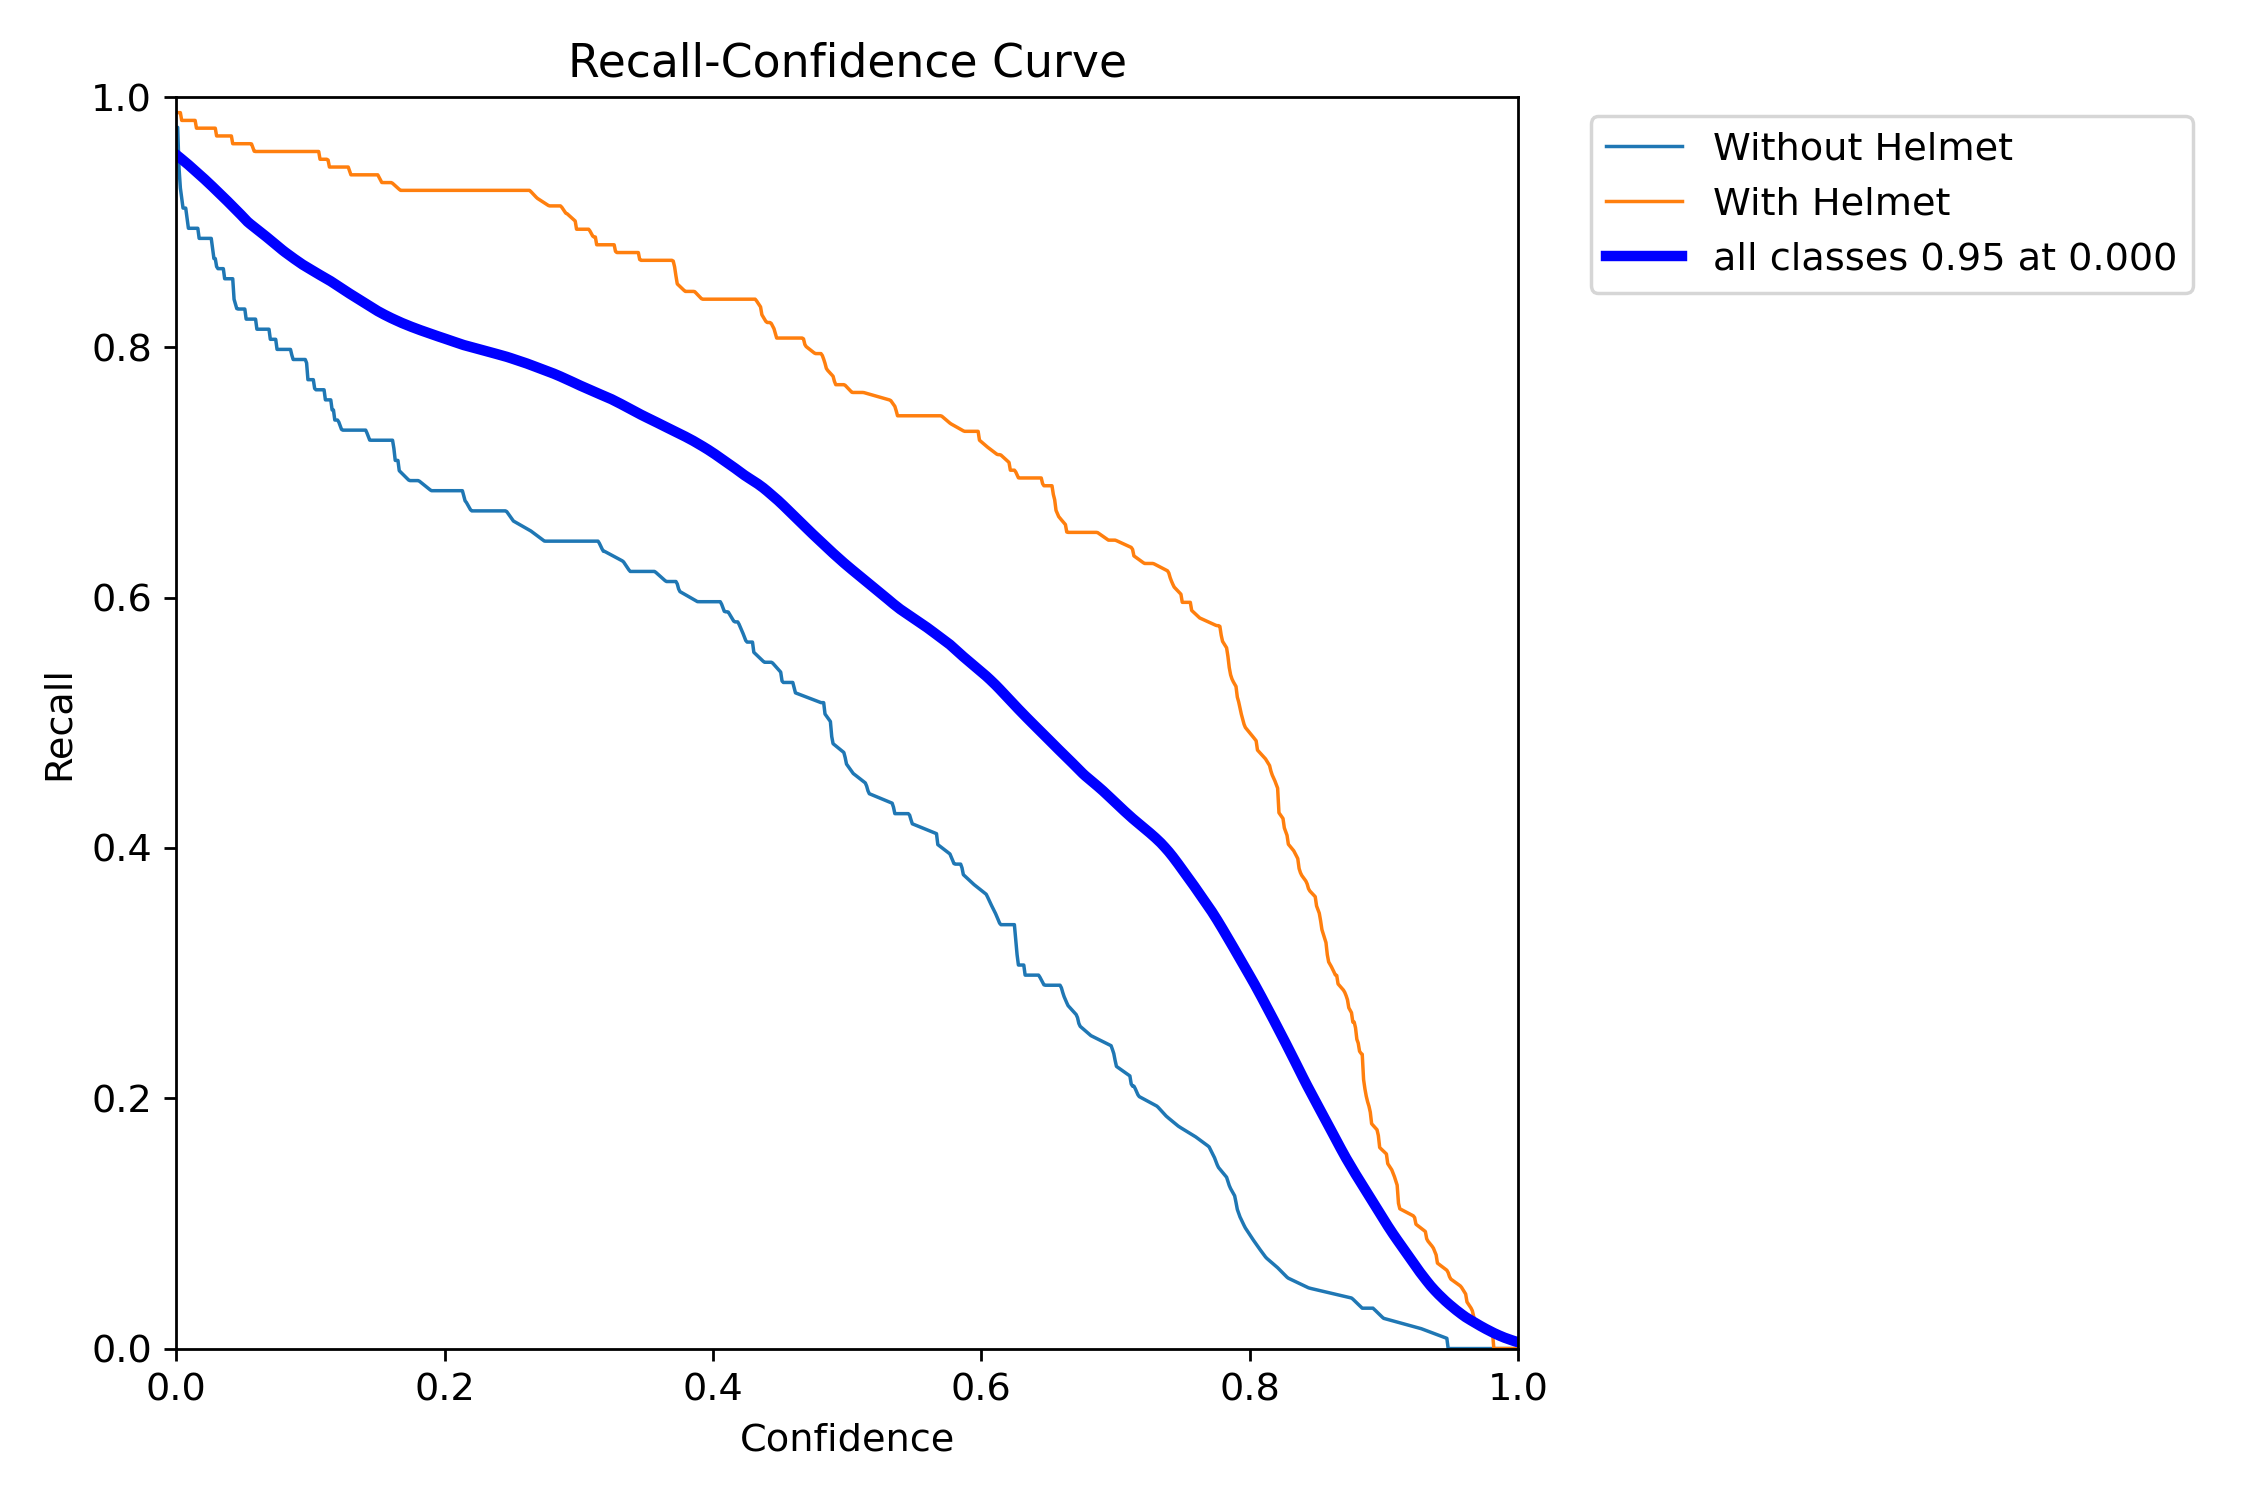 Recall-Confidence Curve
1.0
0.8
0.6
0.4
0.2
0.0
Recall
0.0 0.2 0.4 0.6 0.8 1.0
Confidence
Without Helmet
With Helmet
all classes 0.95 at 0.000